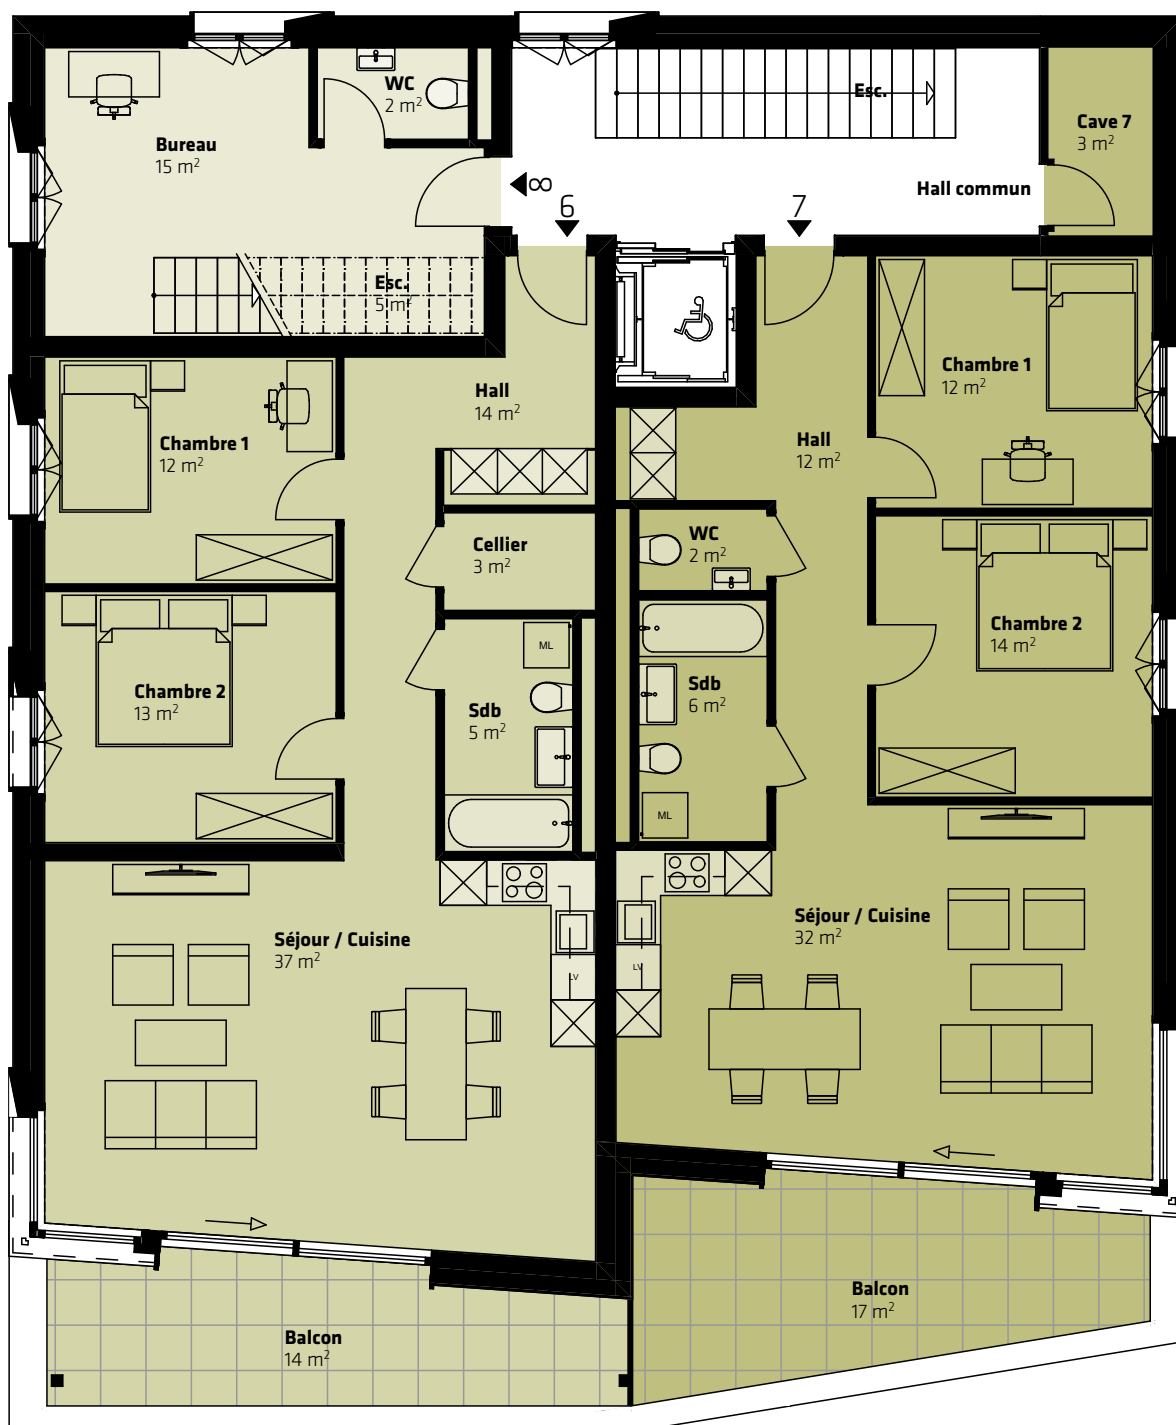 WC
2 m²
Bureau
15 m²
Esc.
Cave 7
3 m²
Hall commun
8
6
7
Esc.
5 m²
Hall
14 m²
Chambre 1
12 m²
Chambre 1
12 m²
Hall
12 m²
Cellier
3 m²
WC
2 m²
Chambre 2
14 m²
ML
Chambre 2
13 m²
Sdb
5 m²
Sdb
6 m²
ML
Séjour / Cuisine
37 m²
LV
Séjour / Cuisine
32 m²
LV
Balcon
17 m²
Balcon
14 m²